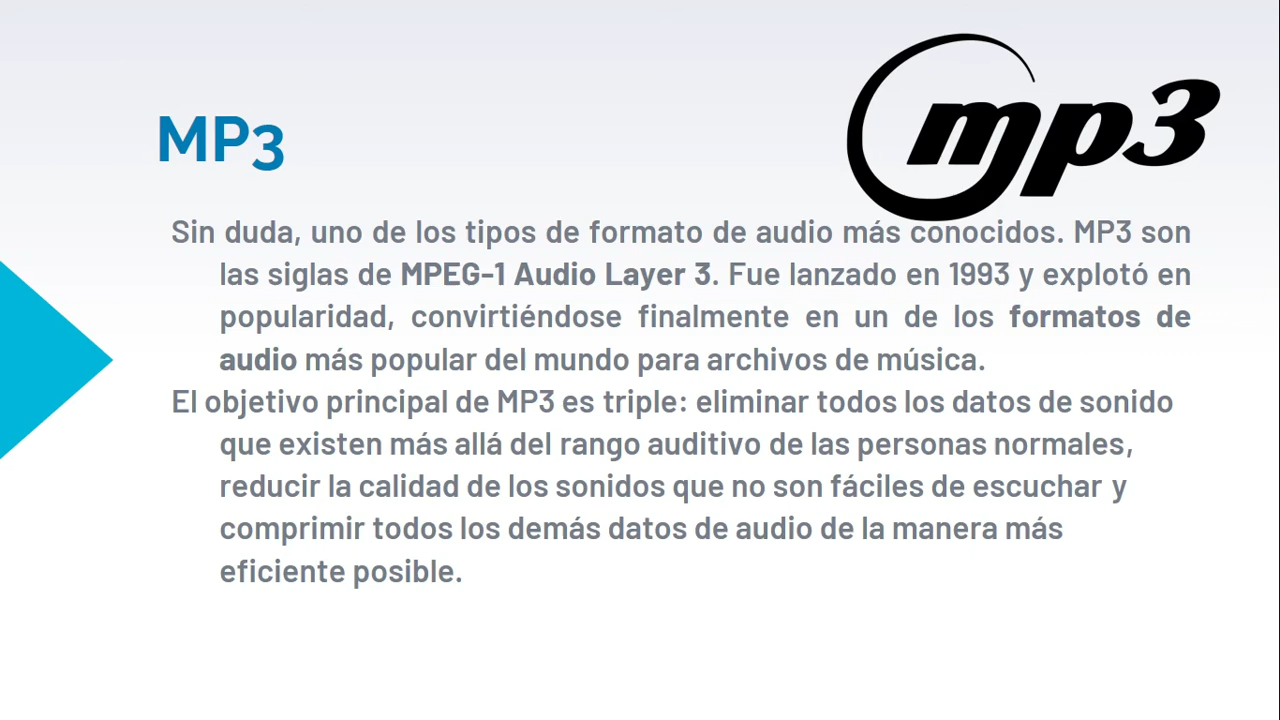 mp3
MP3
Sin duda, uno de los tipos de formato de audio más conocidos. MP3 son
las siglas de MPEG-1 Audio Layer 3. Fue lanzado en 1993 y explotó en
popularidad, convirtiéndose finalmente en un de los formatos de
audio más popular del mundo para archivos de música.
El objetivo principal de MP3 es triple: eliminar todos los datos de sonido
que existen más allá del rango auditivo de las personas normales,
reducir la calidad de los sonidos que no son fáciles de escuchar y
comprimir todos los demás datos de audio de la manera más
eficiente posible.